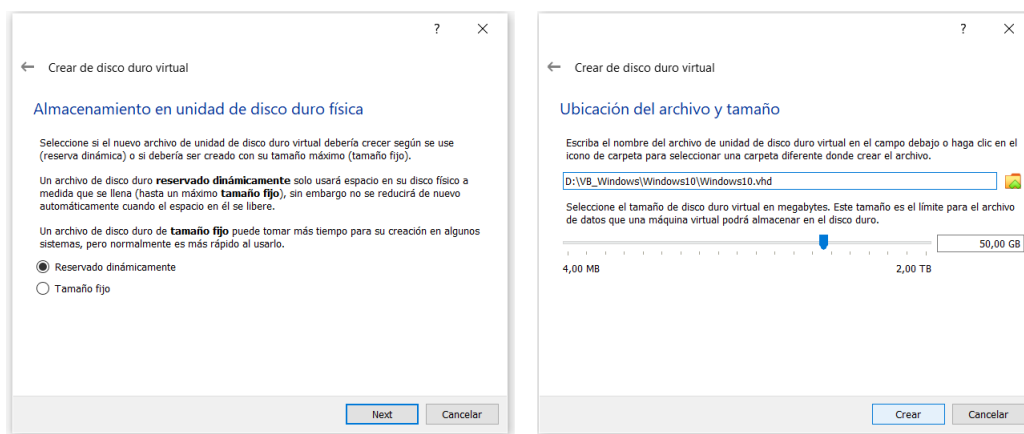 ?
← Crear de disco duro virtual
Almacenamiento en unidad de disco duro física
Seleccione si el nuevo archivo de unidad de disco duro virtual debería crecer según se use
(reserva dinámica) o si debería ser creado con su tamaño máximo (tamaño fijo).
Un archivo de disco duro reservado dinámicamente solo usará espacio en su disco físico a
medida que se llena (hasta un máximo tamaño fijo), sin embargo no se reducirá de nuevo
automáticamente cuando el espacio en él se libere.
Un archivo de disco duro de tamaño fijo puede tomar más tiempo para su creación en algunos
sistemas, pero normalmente es más rápido al usarlo.
Reservado dinámicamente
Tamaño fijo
Next Cancelar
?
← Crear de disco duro virtual
Ubicación del archivo y tamaño
Escriba el nombre del archivo de unidad de disco duro virtual en el campo debajo o haga clic en el
icono de carpeta para seleccionar una carpeta diferente donde crear el archivo.
D:\VB_Windows\Windows10\Windows10.vhd
Seleccione el tamaño de disco duro virtual en megabytes. Este tamaño es el límite para el archivo
de datos que una máquina virtual podrá almacenar en el disco duro.
50,00 GB
4,00 MB 2,00 TB
Crear Cancelar